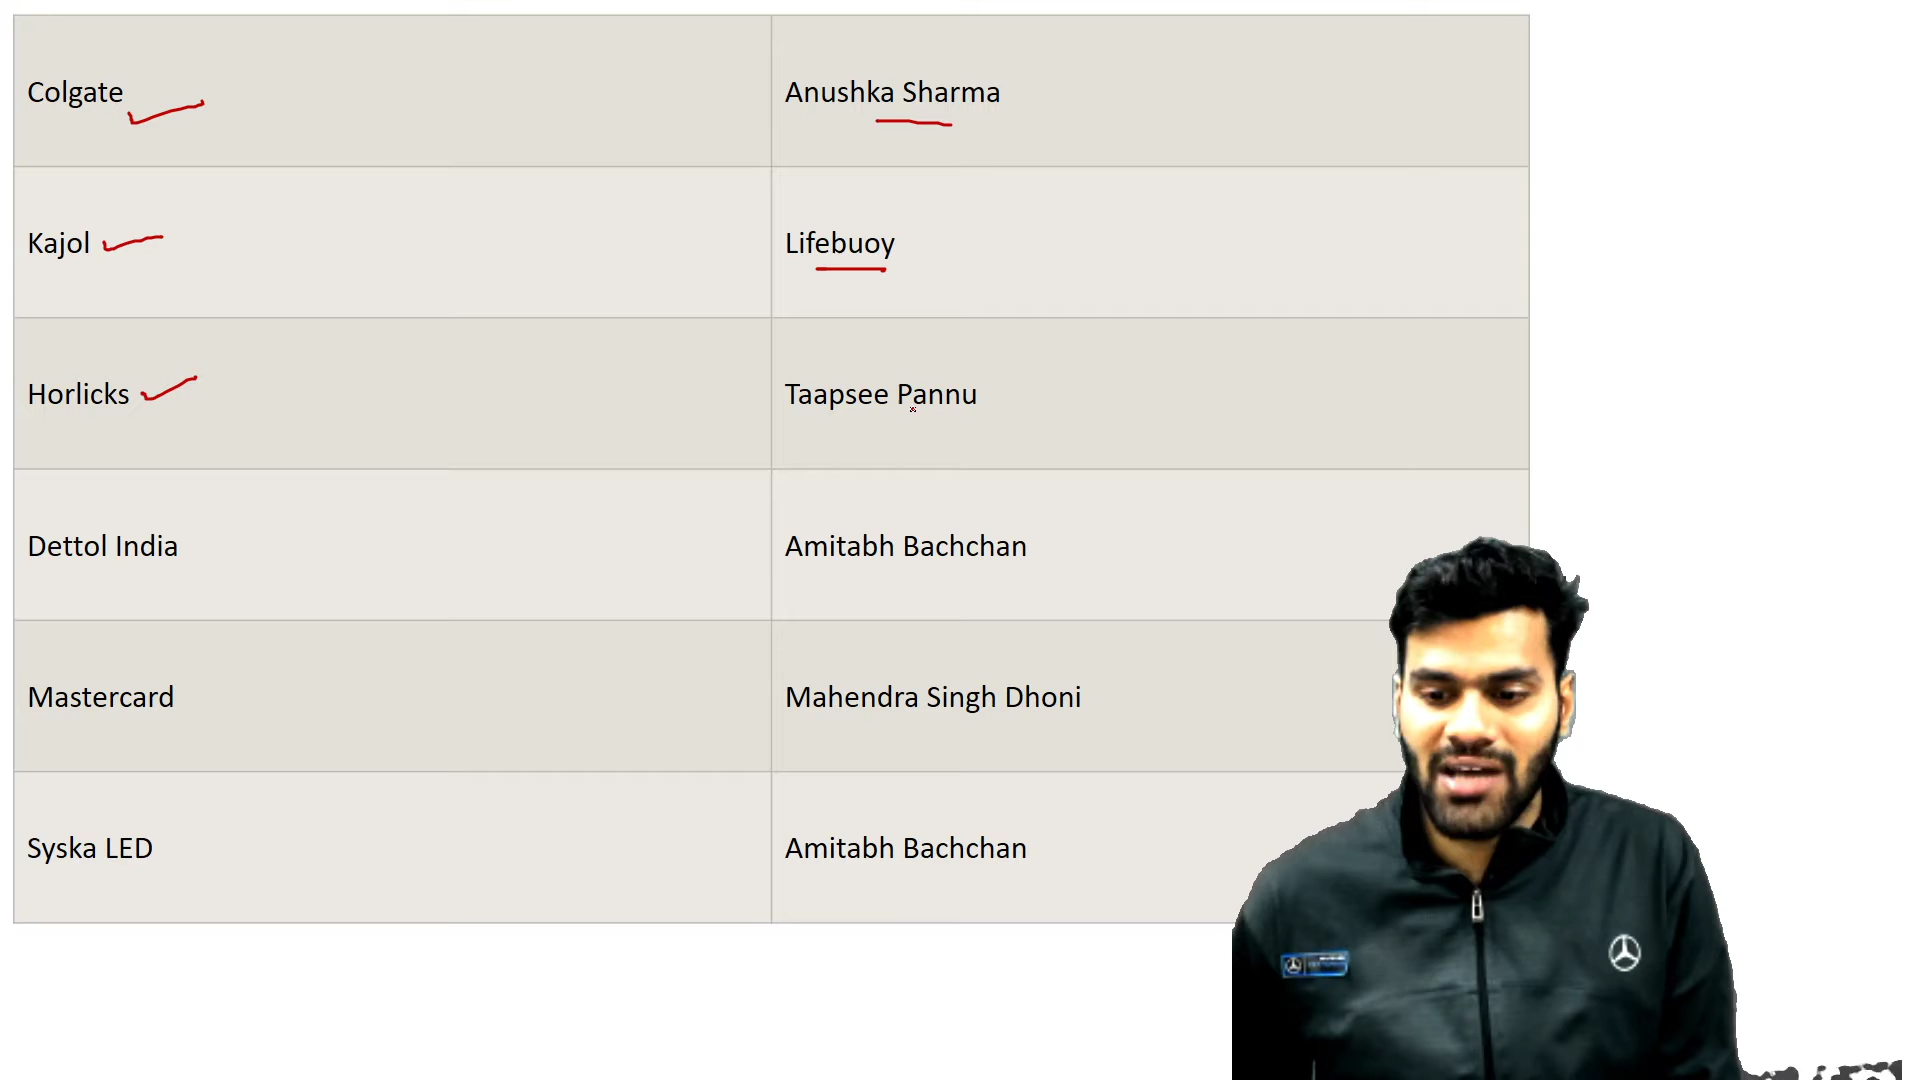 Colgate
Anushka Sharma
Kajol
Lifebuoy
Horlicks
Taapsee Pannu
Dettol India
Amitabh Bachchan
Mastercard
Mahendra Singh Dhoni
Syska LED
Amitabh Bachchan